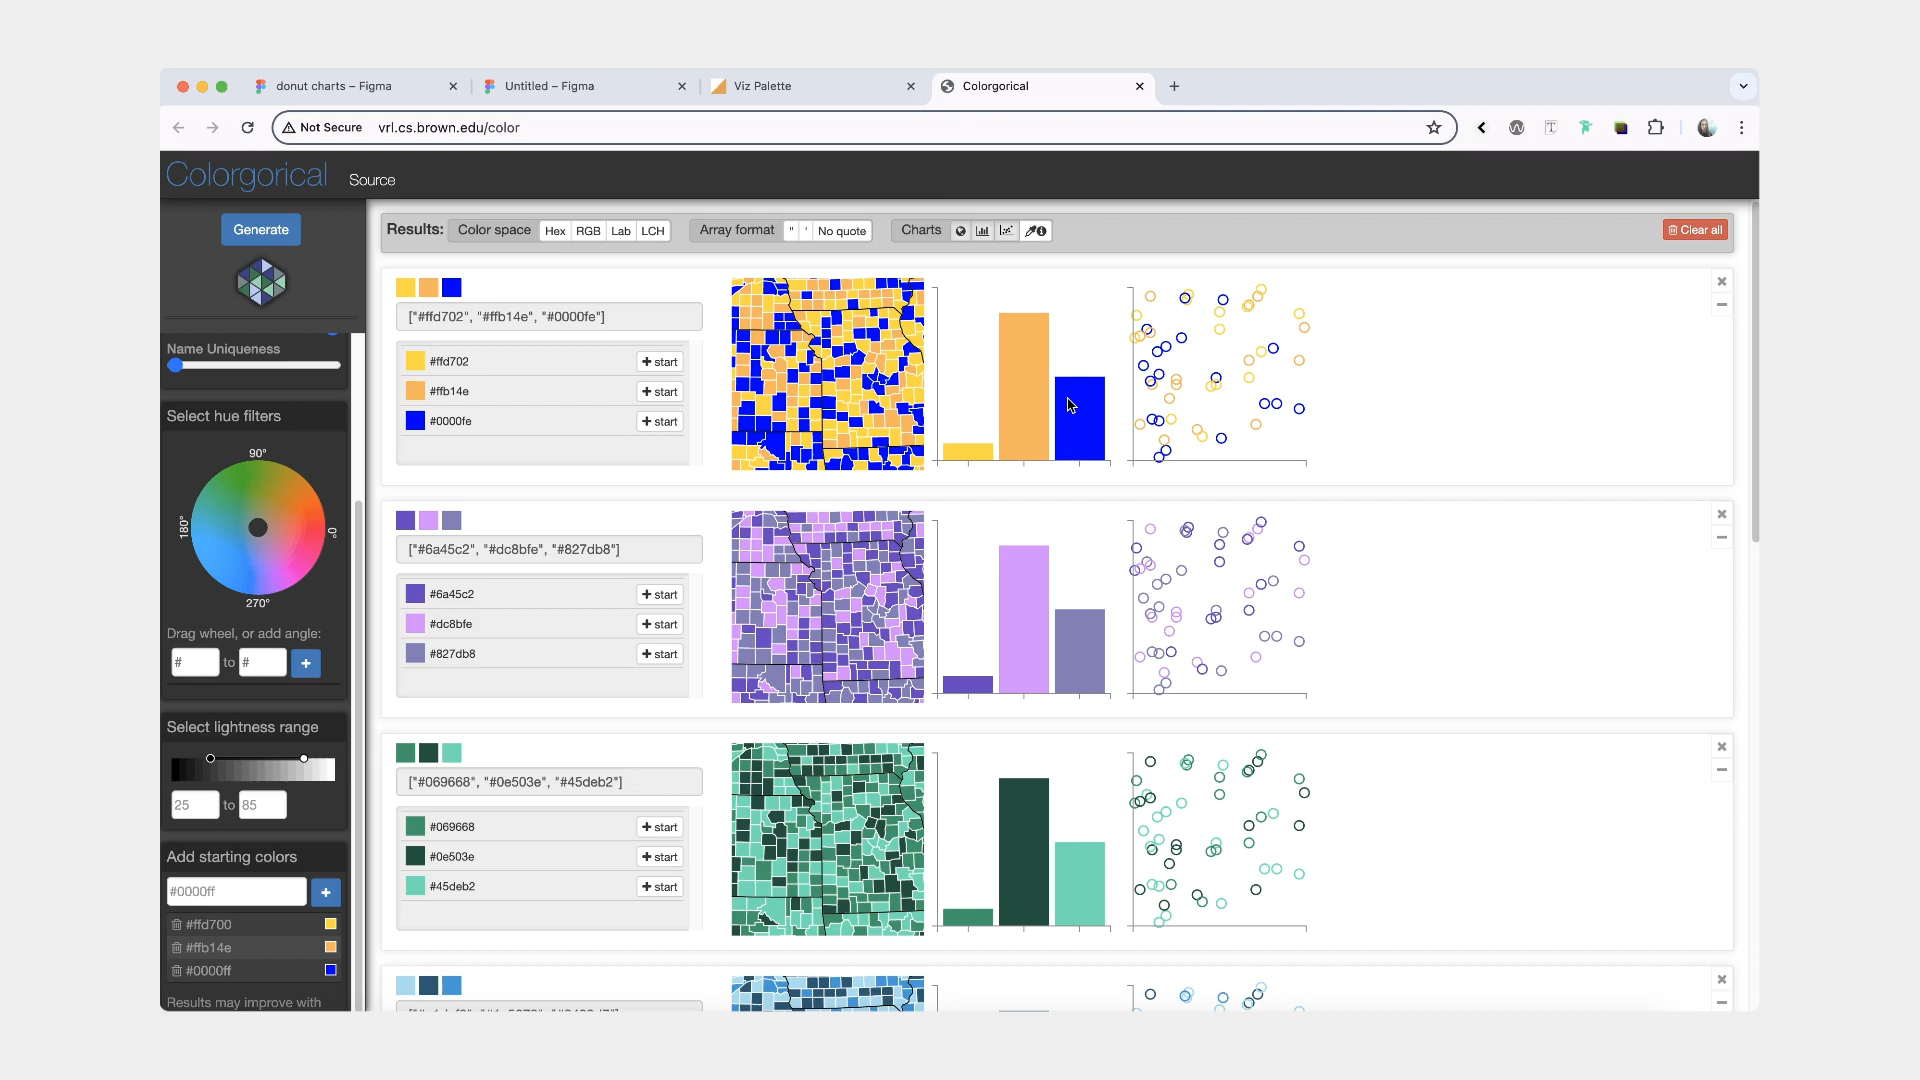 donut charts – Figma
Untitled – Figma
Viz Palette
Colorgorical
Not Secure vrl.cs.brown.edu/color
Colorgorical Source
Generate
Name Uniqueness
Select hue filters
90°
180°
0°
270°
Drag wheel, or add angle:
# to # +
Select lightness range
25 to 85
Add starting colors
#0000ff +
#ffd700
#ffb14e
#0000ff
Results may improve with
Results: Color space Hex RGB Lab LCH Array format " ' No quote Charts Clear all
["#ffd702", "#ffb14e", "#0000fe"]
#ffd702 + start
#ffb14e + start
#0000fe + start
["#6a45c2", "#dc8bfe", "#827db8"]
#6a45c2 + start
#dc8bfe + start
#827db8 + start
["#069668", "#0e503e", "#45deb2"]
#069668 + start
#0e503e + start
#45deb2 + start